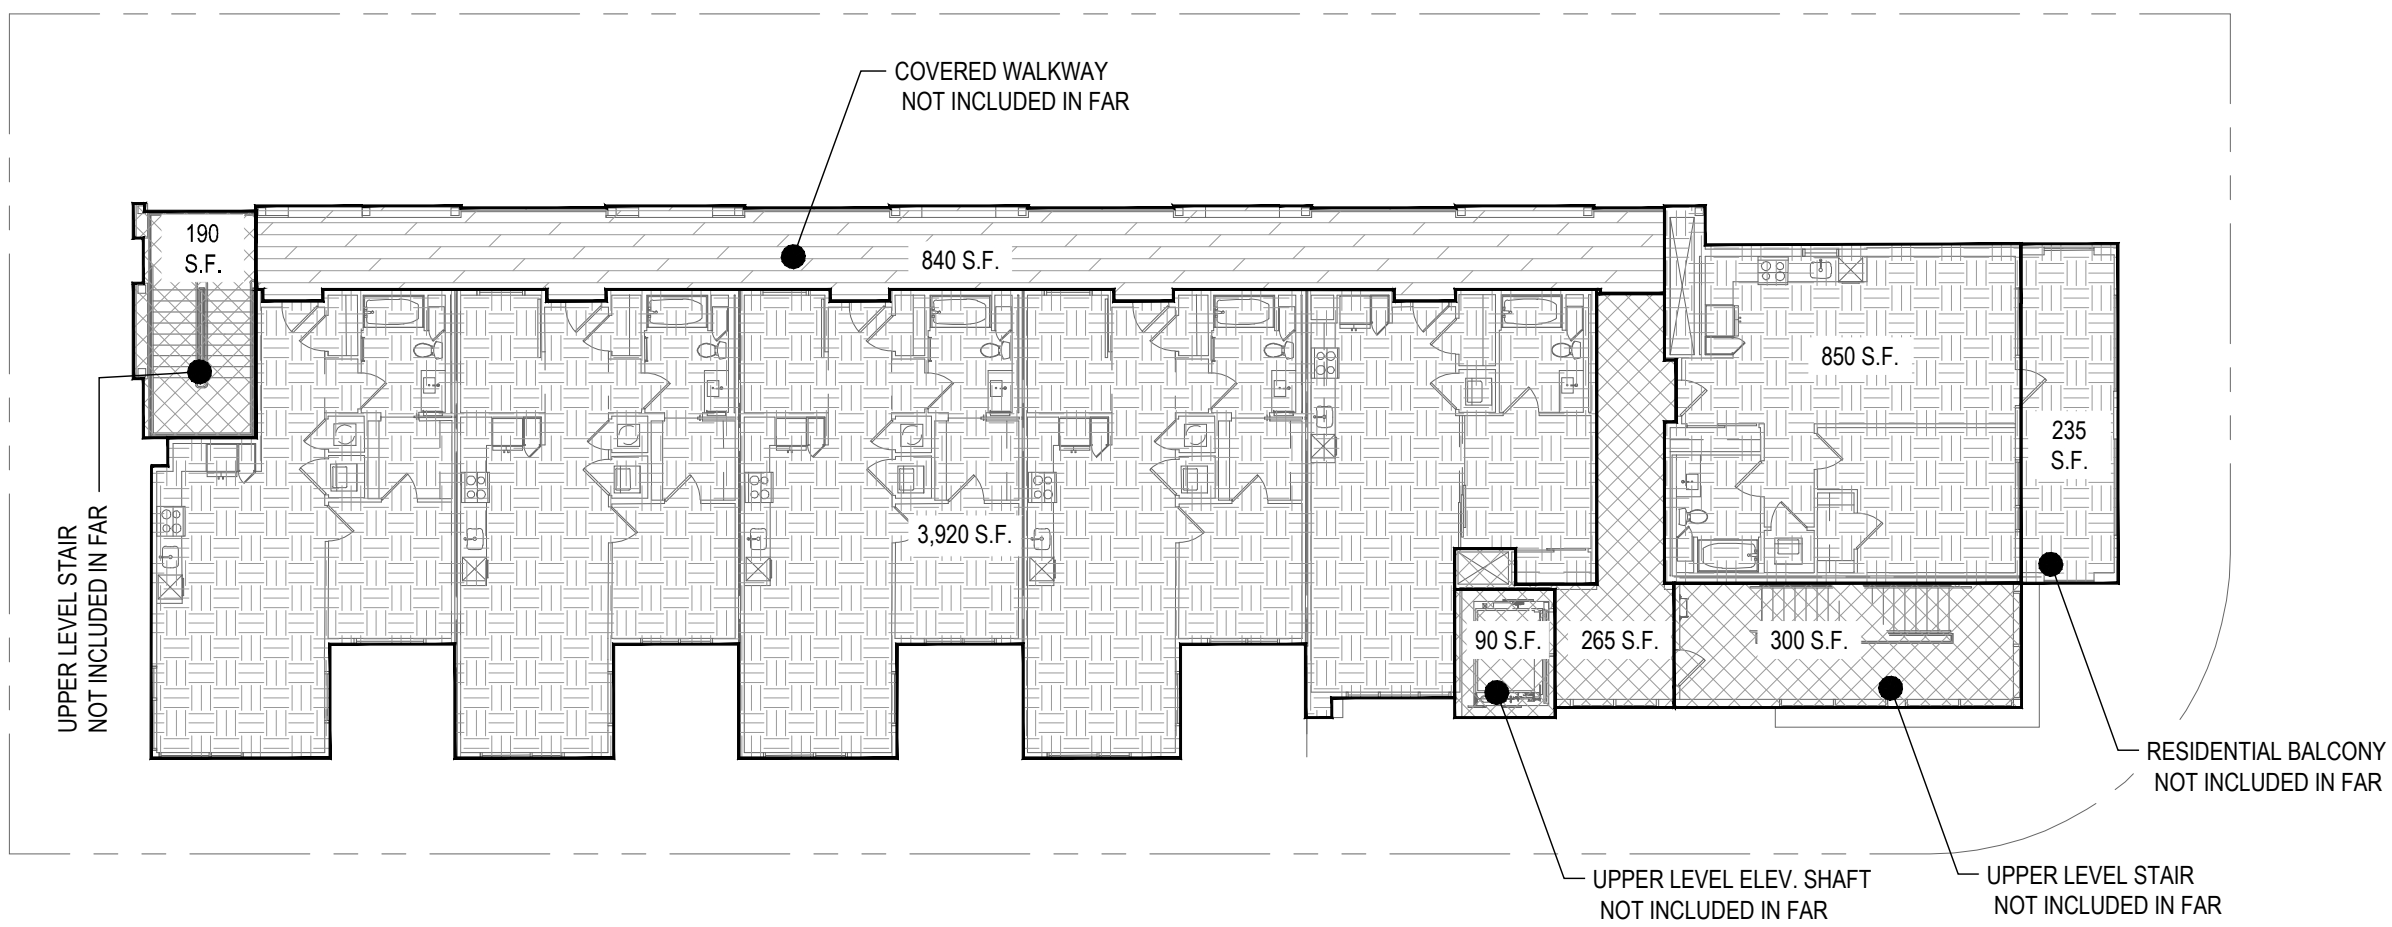 COVERED WALKWAY
NOT INCLUDED IN FAR
190
S.F.
840 S.F.
850 S.F.
235
S.F.
3,920 S.F.
UPPER LEVEL STAIR
NOT INCLUDED IN FAR
90 S.F.
265 S.F.
300 S.F.
RESIDENTIAL BALCONY
NOT INCLUDED IN FAR
UPPER LEVEL ELEV. SHAFT
NOT INCLUDED IN FAR
UPPER LEVEL STAIR
NOT INCLUDED IN FAR